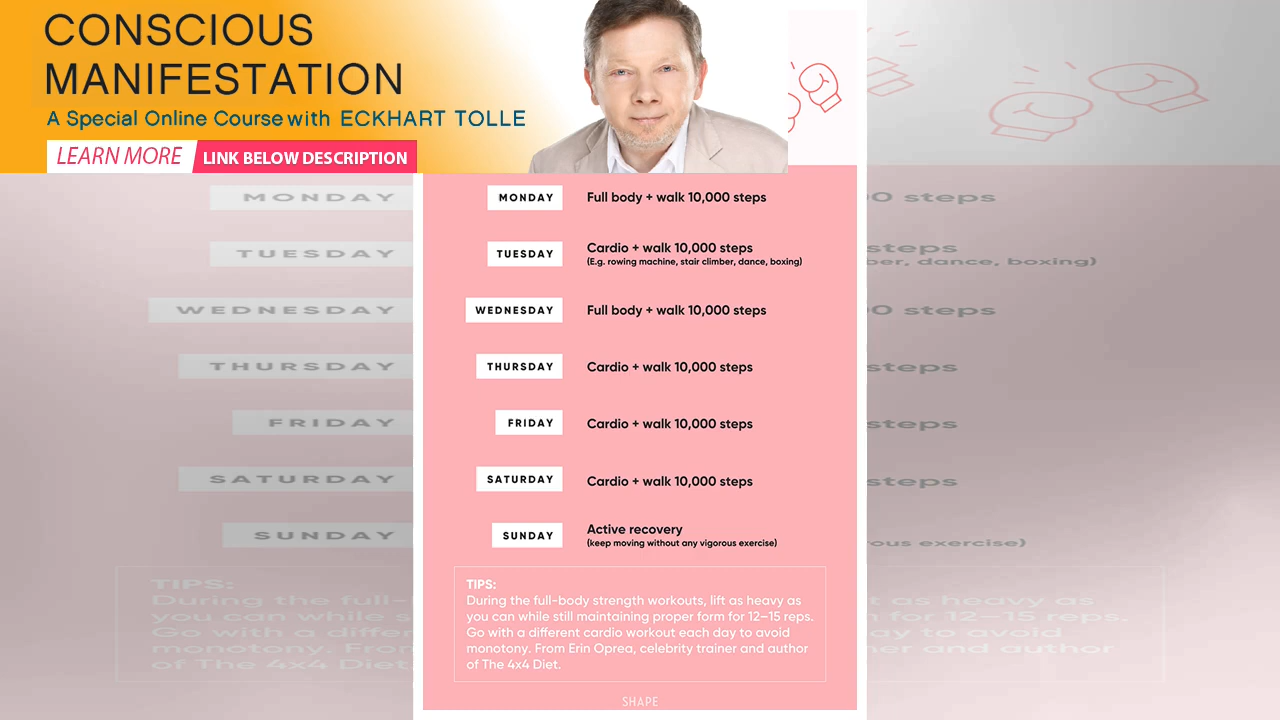 CONSCIOUS
MANIFESTATION
A Special Online Course with ECKHART TOLLE
LEARN MORE LINK BELOW DESCRIPTION
MONDAY Full body + walk 10,000 steps
TUESDAY Cardio + walk 10,000 steps
(E.g. rowing machine, stair climber, dance, boxing)
WEDNESDAY Full body + walk 10,000 steps
THURSDAY Cardio + walk 10,000 steps
FRIDAY Cardio + walk 10,000 steps
SATURDAY Cardio + walk 10,000 steps
SUNDAY Active recovery
(keep moving without any vigorous exercise)
TIPS:
During the full-body strength workouts, lift as heavy as
you can while still maintaining proper form for 12–15 reps.
Go with a different cardio workout each day to avoid
monotony. From Erin Oprea, celebrity trainer and author
of The 4x4 Diet.
SHAPE